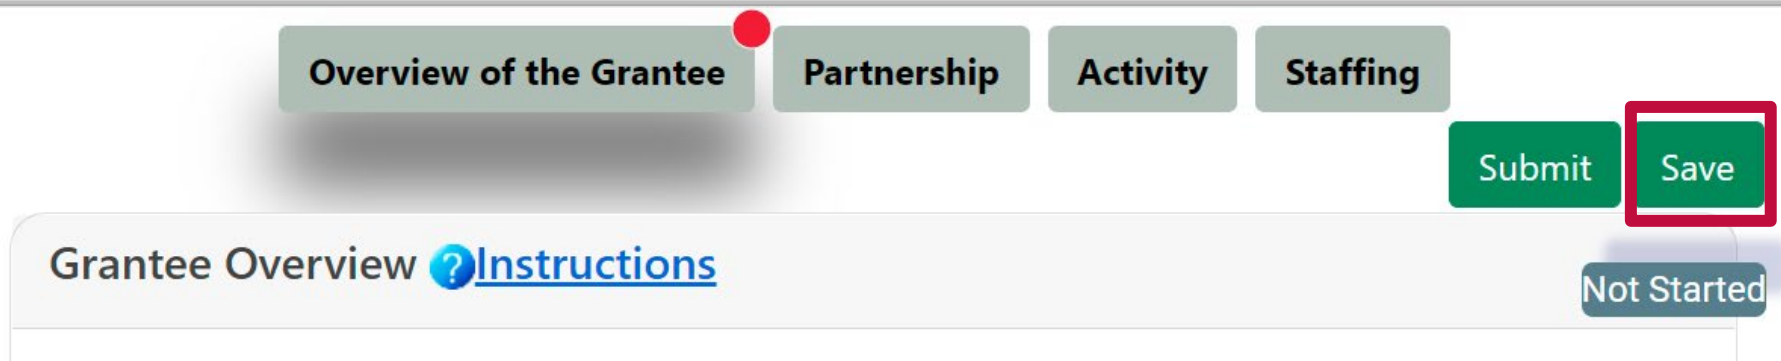 Overview of the Grantee Partnership Activity Staffing
Submit Save
Grantee Overview ?Instructions
Not Started